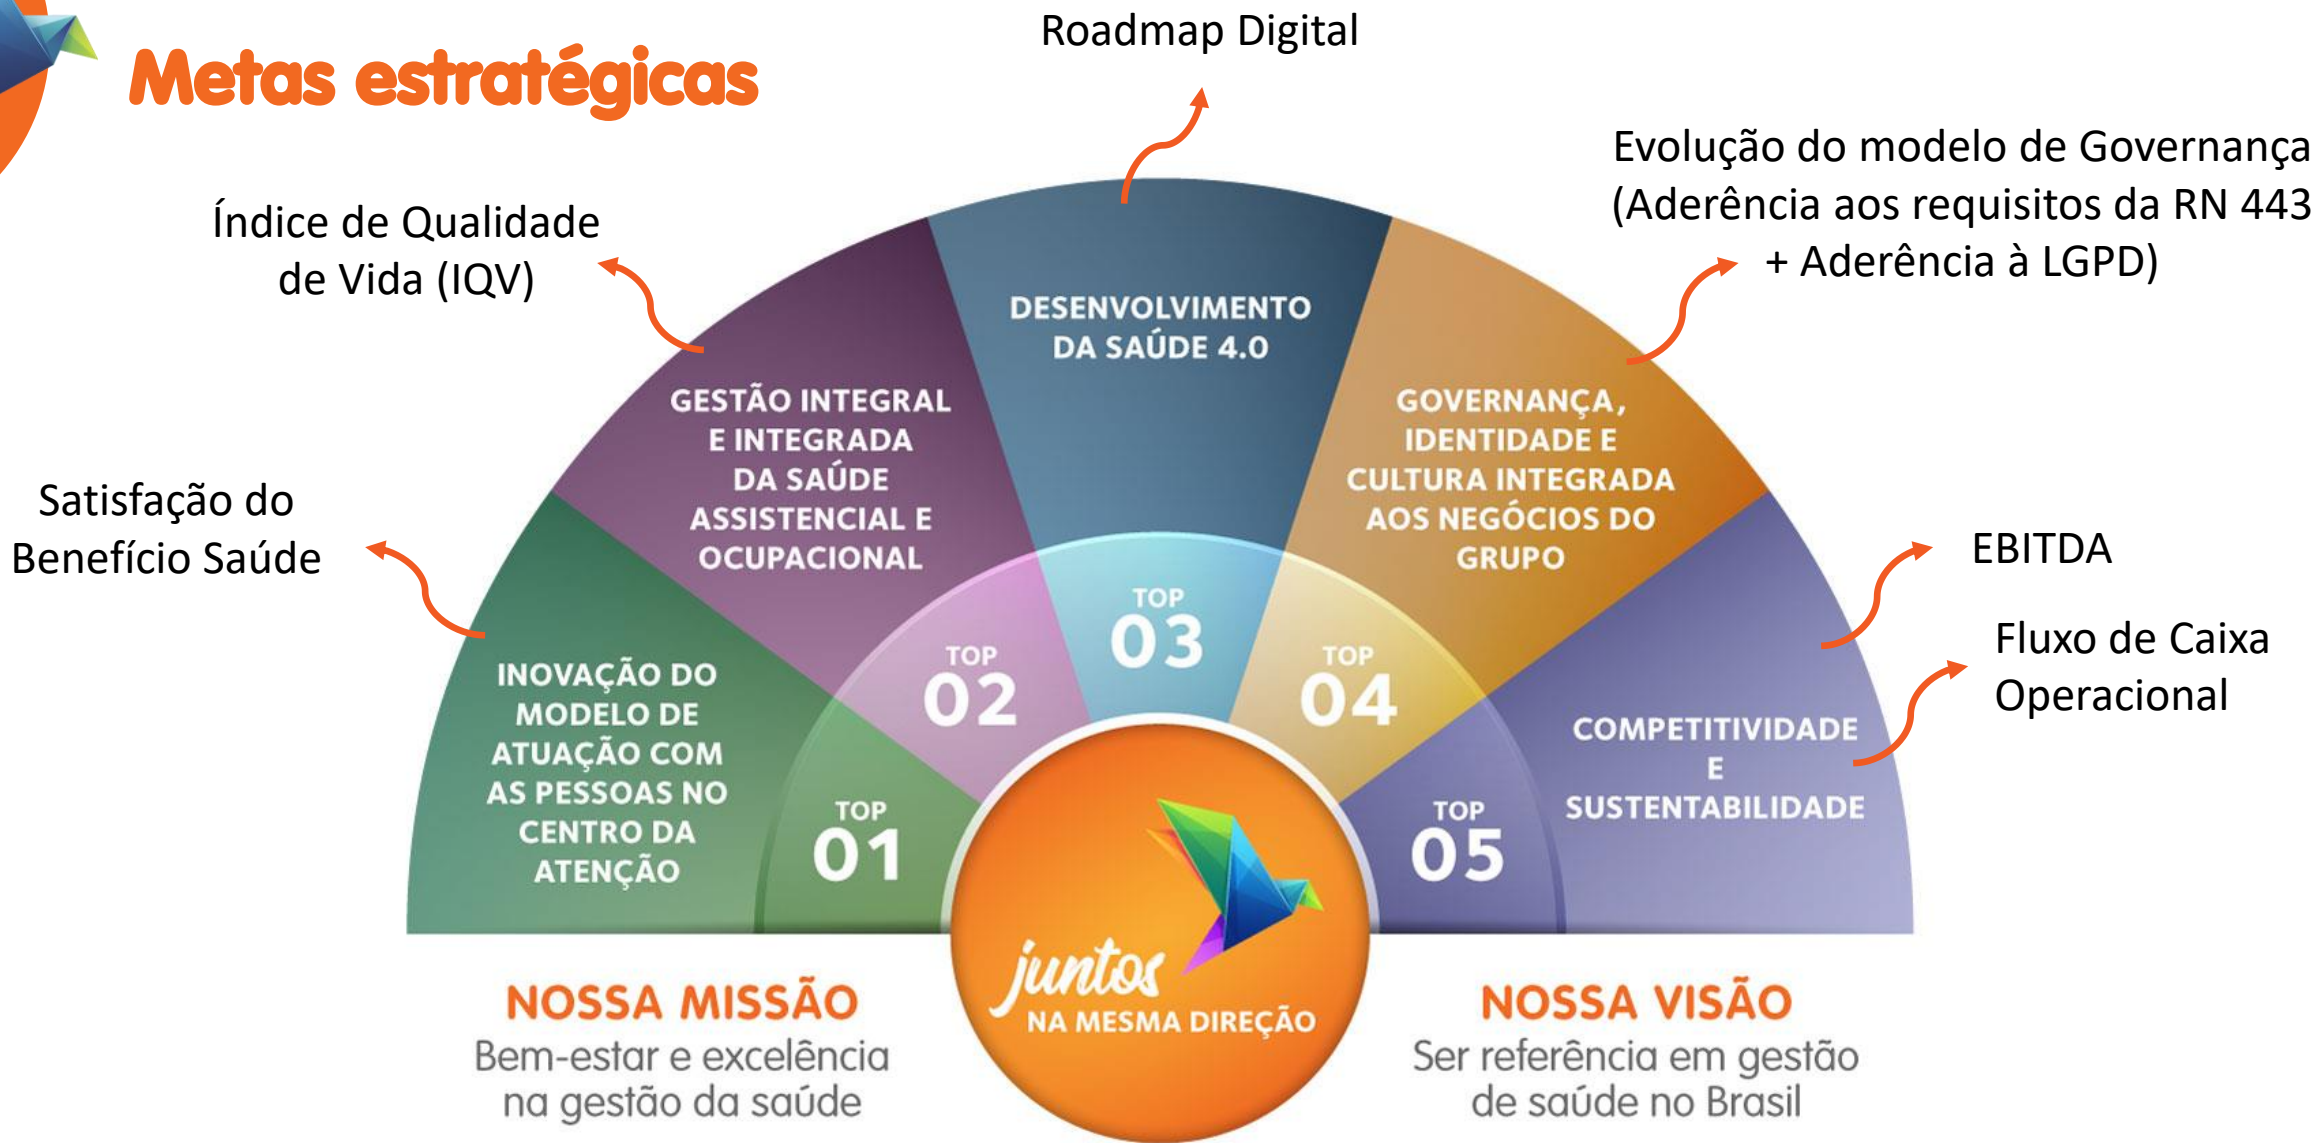 Metas estratégicas
Roadmap Digital
Índice de Qualidade
de Vida (IQV)
Evolução do modelo de Governança
(Aderência aos requisitos da RN 443
+ Aderência à LGPD)
Satisfação do
Benefício Saúde
EBITDA
Fluxo de Caixa
Operacional
INOVAÇÃO DO
MODELO DE
ATUAÇÃO COM
AS PESSOAS NO
CENTRO DA
ATENÇÃO
TOP
01
GESTÃO INTEGRAL
E INTEGRADA
DA SAÚDE
ASSISTENCIAL E
OCUPACIONAL
TOP
02
DESENVOLVIMENTO
DA SAÚDE 4.0
TOP
03
GOVERNANÇA,
IDENTIDADE E
CULTURA INTEGRADA
AOS NEGÓCIOS DO
GRUPO
TOP
04
COMPETITIVIDADE
E
SUSTENTABILIDADE
TOP
05
juntos
NA MESMA DIREÇÃO
NOSSA MISSÃO
Bem-estar e excelência
na gestão da saúde
NOSSA VISÃO
Ser referência em gestão
de saúde no Brasil